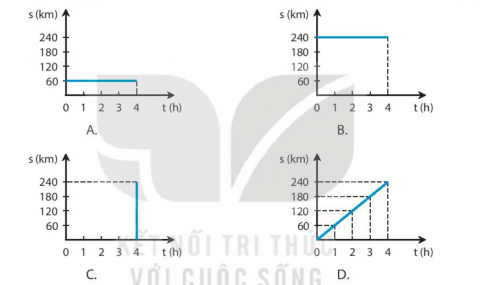 s (km)
240
180
120
60
0 1 2 3 4 t (h)
A.
s (km)
240
180
120
60
0 1 2 3 4 t (h)
B.
s (km)
240
180
120
60
0 1 2 3 4 t (h)
C.
s (km)
240
180
120
60
0 1 2 3 4 t (h)
D.
KẾT NỐI TRI THỨC
VỚI CUỘC SỐNG